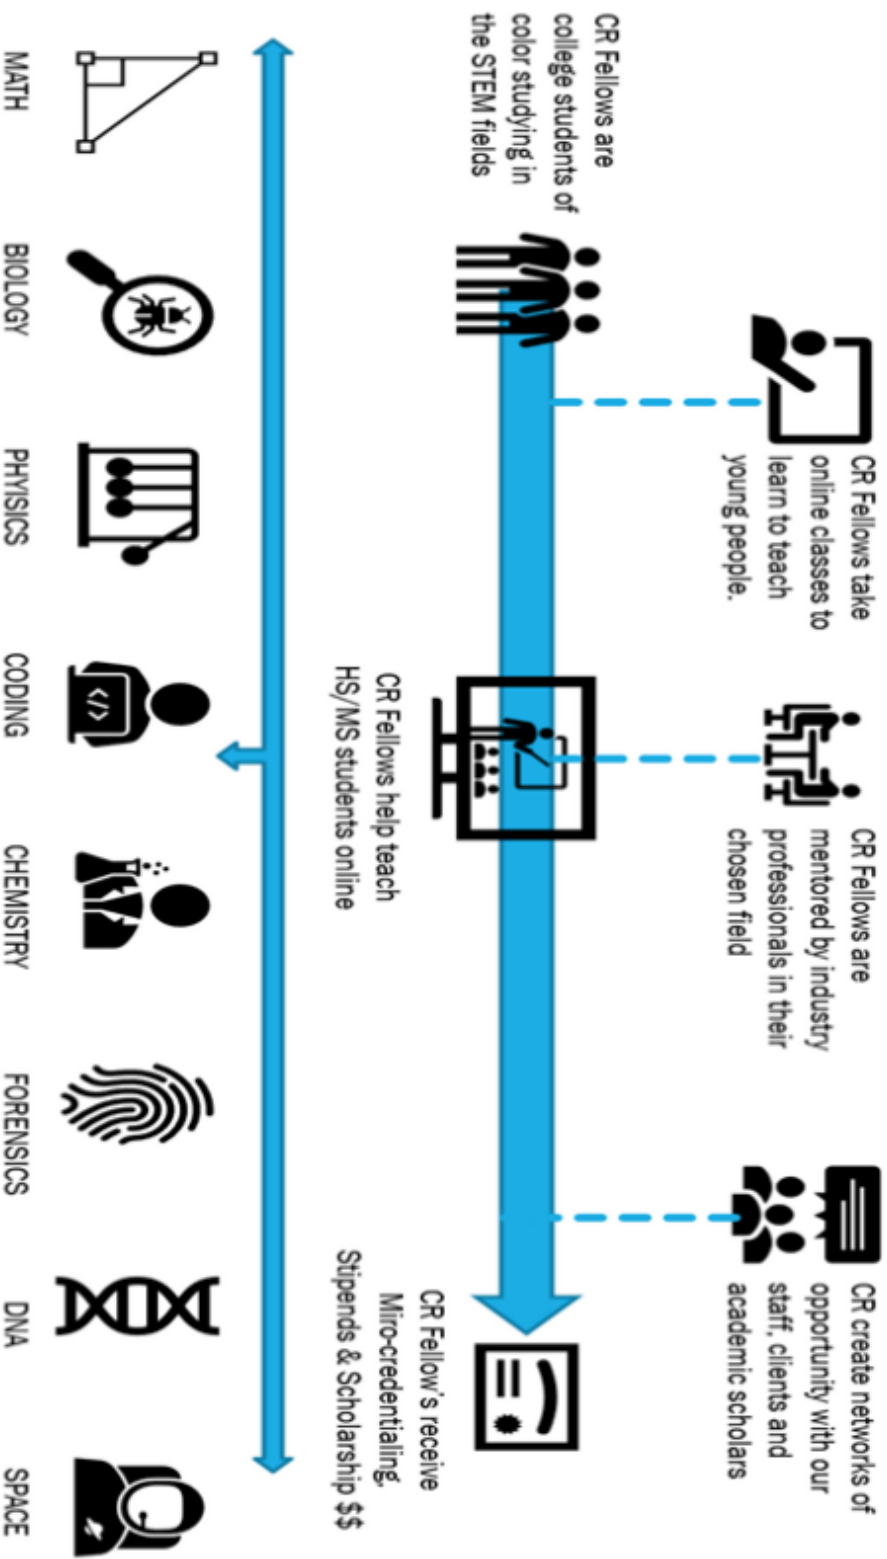 CR Fellows are
college students of
color studying in
the STEM fields
CR Fellows take
online classes to
learn to teach
young people.
CR Fellows are
mentored by industry
professionals in their
chosen field
CR create networks of
opportunity with our
staff, clients and
academic scholars
CR Fellows help teach
HS/MS students online
CR Fellow's receive
Miro-credentialing,
Stipends & Scholarship $$
</>
MATH
BIOLOGY
PHYISICS
CODING
CHEMISTRY
FORENSICS
DNA
SPACE